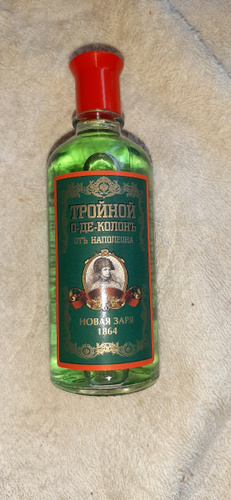 ТРОЙНОЙ
О-ДЕ-КОЛОНЪ
ОТЪ НАПОЛЕОНА
НОВАЯ ЗАРЯ
1864